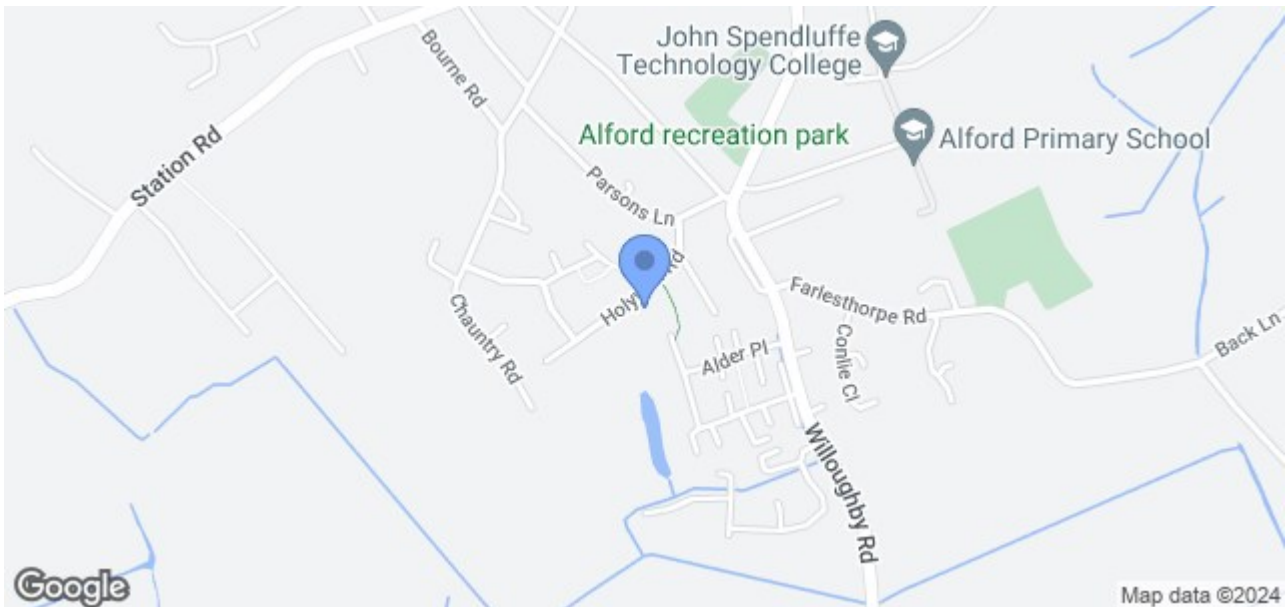 John Spendluffe
Technology College
Bourne Rd
Station Rd
Alford recreation park
Alford Primary School
Parsons Ln
Rd
Farlesthorpe Rd
Chauntry Rd
Alder Pl
Conlie Cl
Back Ln
Willoughby Rd
Google
Map data ©2024